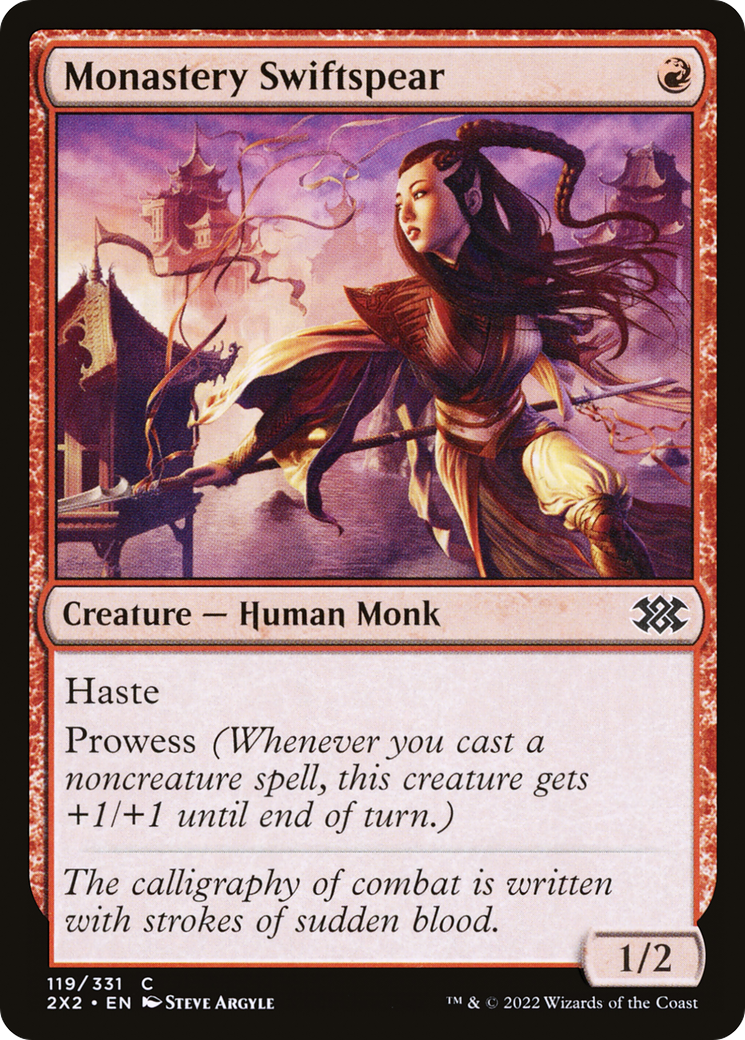 Monastery Swiftspear
Creature — Human Monk
Haste
Prowess (Whenever you cast a
noncreature spell, this creature gets
+1/+1 until end of turn.)
The calligraphy of combat is written
with strokes of sudden blood.
1/2
119/331 C
2X2 • EN Steve Argyle
™ & © 2022 Wizards of the Coast